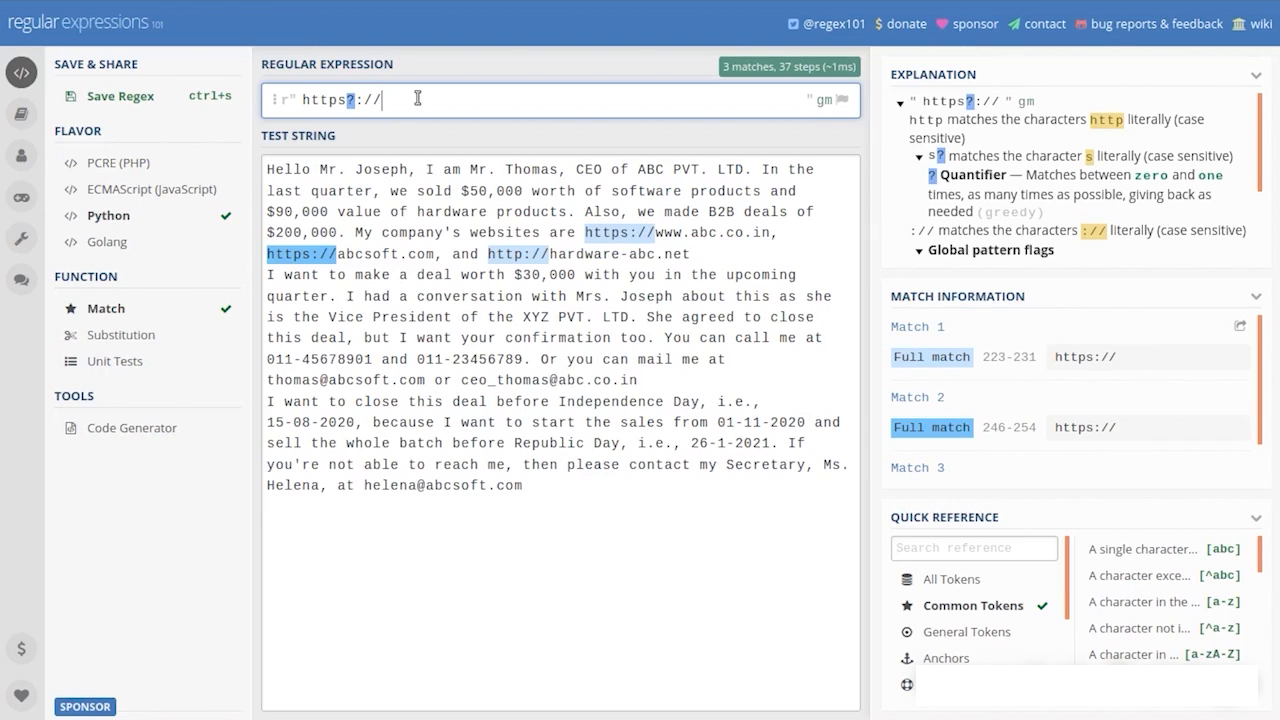 regular expressions 101
@regex101
donate
sponsor
contact
bug reports & feedback
wiki
SAVE & SHARE
Save Regex ctrl+s
FLAVOR
PCRE (PHP)
ECMAScript (JavaScript)
Python
Golang
FUNCTION
Match
Substitution
Unit Tests
TOOLS
Code Generator
SPONSOR
REGULAR EXPRESSION
3 matches, 37 steps (~1ms)
r" https?:// " gm
TEST STRING
Hello Mr. Joseph, I am Mr. Thomas, CEO of ABC PVT. LTD. In the
last quarter, we sold $50,000 worth of software products and
$90,000 value of hardware products. Also, we made B2B deals of
$200,000. My company's websites are https://www.abc.co.in,
https://abcsoft.com, and http://hardware-abc.net
I want to make a deal worth $30,000 with you in the upcoming
quarter. I had a conversation with Mrs. Joseph about this as she
is the Vice President of the XYZ PVT. LTD. She agreed to close
this deal, but I want your confirmation too. You can call me at
011-45678901 and 011-23456789. Or you can mail me at
thomas@abcsoft.com or ceo_thomas@abc.co.in
I want to close this deal before Independence Day, i.e.,
15-08-2020, because I want to start the sales from 01-11-2020 and
sell the whole batch before Republic Day, i.e., 26-1-2021. If
you're not able to reach me, then please contact my Secretary, Ms.
Helena, at helena@abcsoft.com
EXPLANATION
" https?:// " gm
http matches the characters http literally (case
sensitive)
s? matches the character s literally (case sensitive)
? Quantifier — Matches between zero and one
times, as many times as possible, giving back as
needed (greedy)
:// matches the characters :// literally (case sensitive)
Global pattern flags
MATCH INFORMATION
Match 1
Full match 223-231 https://
Match 2
Full match 246-254 https://
Match 3
QUICK REFERENCE
Search reference
All Tokens
Common Tokens
General Tokens
Anchors
A single character... [abc]
A character exce... [^abc]
A character in the ... [a-z]
A character not i... [^a-z]
A character in ... [a-zA-Z]